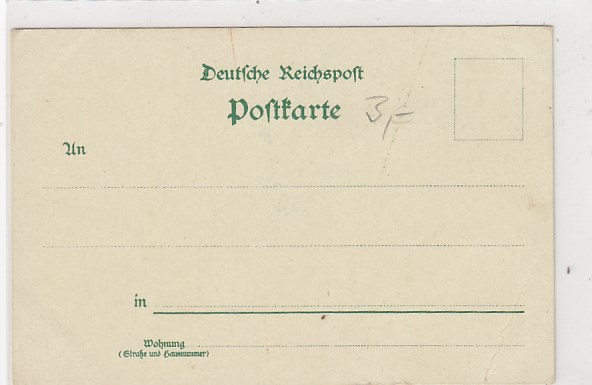 Deutſche Reichspoſt
Poſtkarte
3,-
An
in
Wohnung
(Straße und Hausnummer)